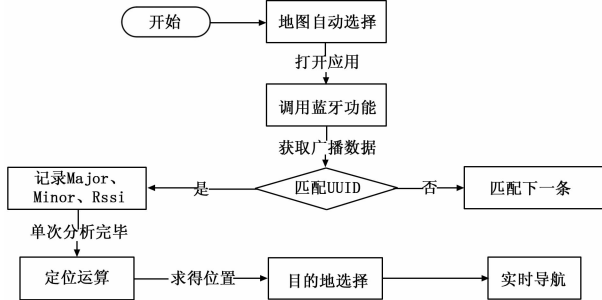 开始
地图自动选择
打开应用
调用蓝牙功能
获取广播数据
记录Major、
Minor、Rssi
是
匹配UUID
否
匹配下一条
单次分析完毕
定位运算
求得位置
目的地选择
实时导航